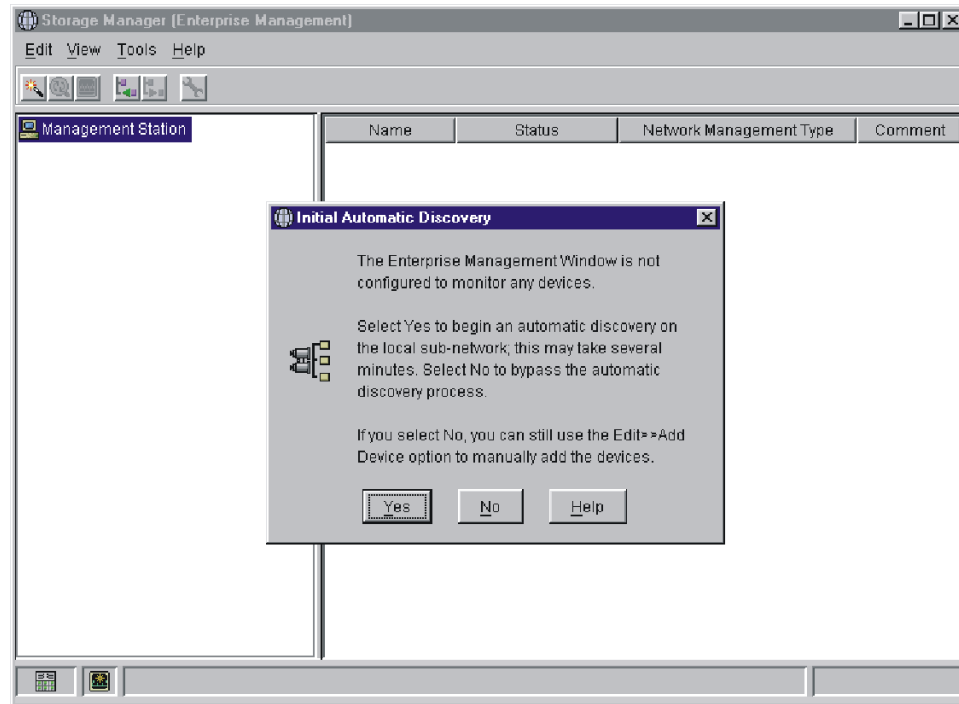 Storage Manager (Enterprise Management)
Edit View Tools Help
Management Station
Name Status Network Management Type Comment
Initial Automatic Discovery
The Enterprise Management Window is not
configured to monitor any devices.
Select Yes to begin an automatic discovery on
the local sub-network; this may take several
minutes. Select No to bypass the automatic
discovery process.
If you select No, you can still use the Edit>>Add
Device option to manually add the devices.
Yes No Help